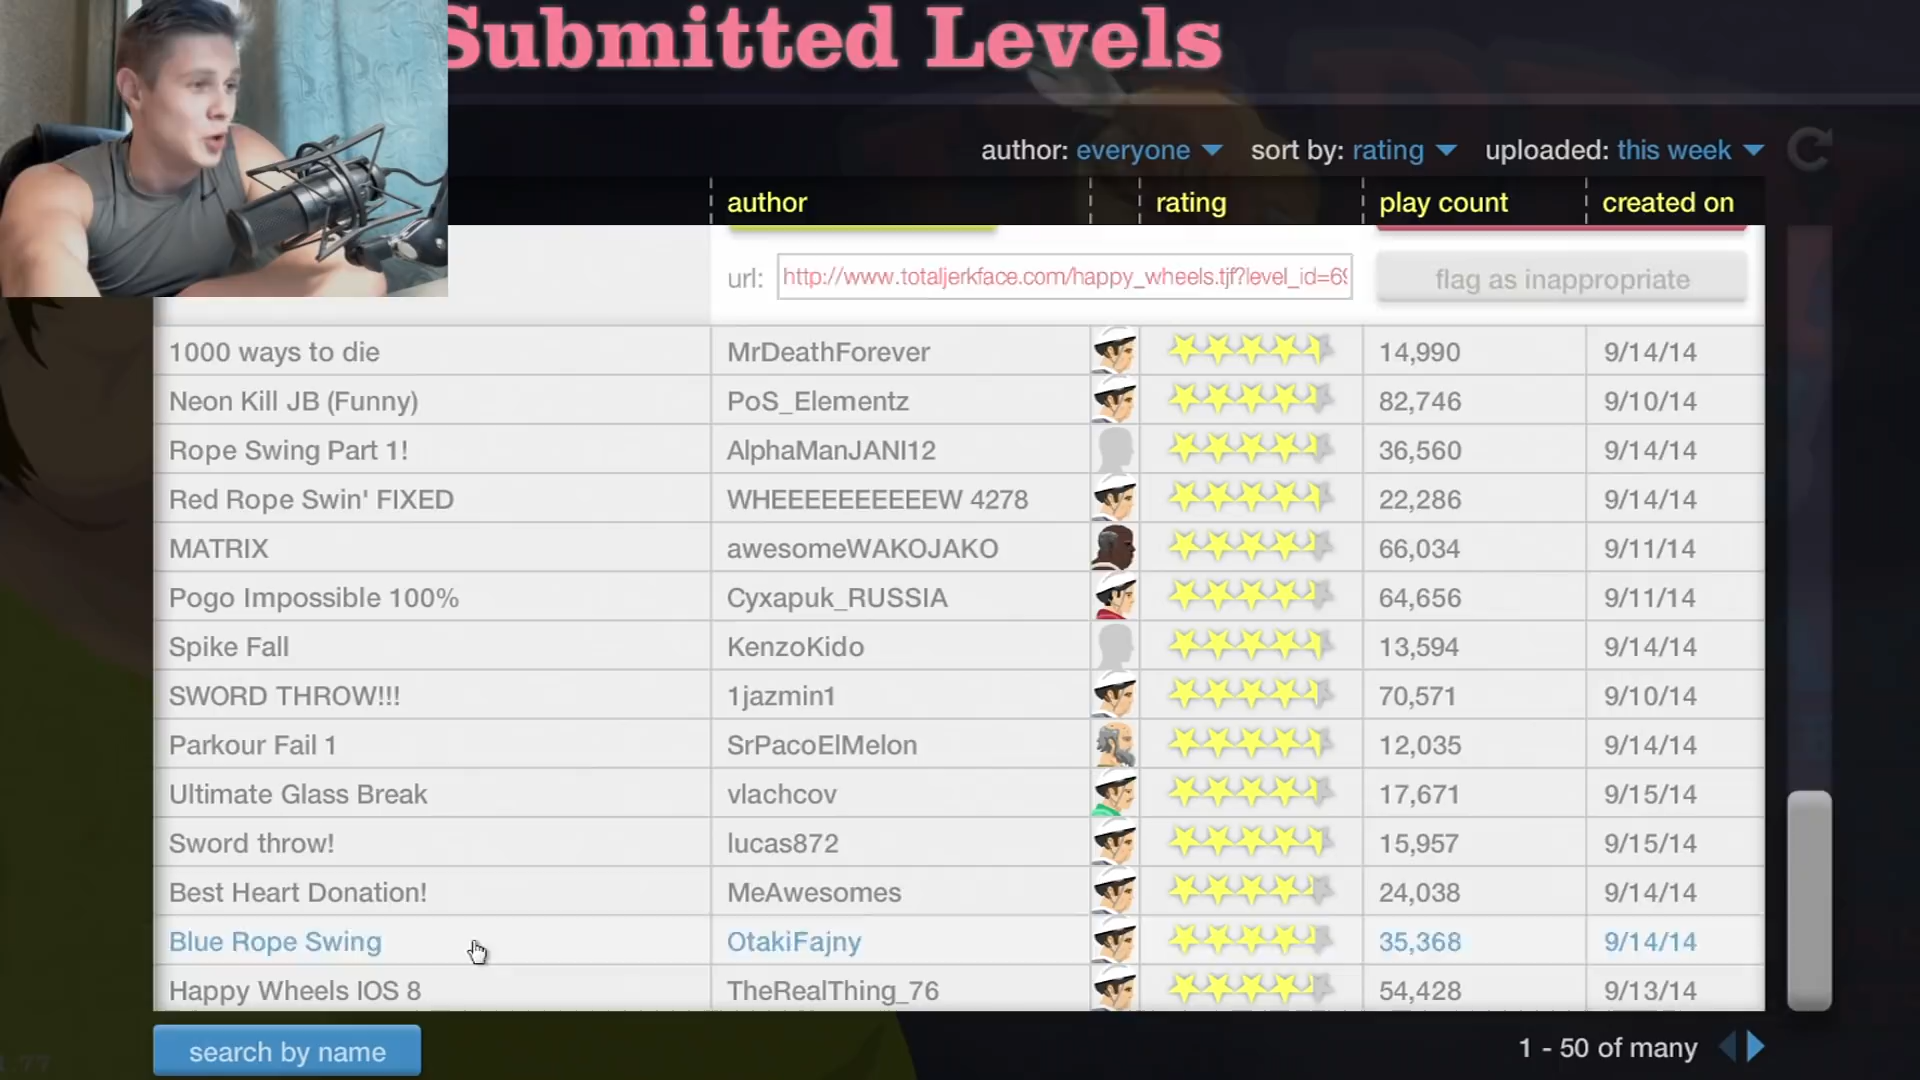 Submitted Levels
author: everyone sort by: rating uploaded: this week
author rating play count created on
url: http://www.totaljerkface.com/happy_wheels.tjf?level_id=69 flag as inappropriate
1000 ways to die MrDeathForever 14,990 9/14/14
Neon Kill JB (Funny) PoS_Elementz 82,746 9/10/14
Rope Swing Part 1! AlphaManJANI12 36,560 9/14/14
Red Rope Swin' FIXED WHEEEEEEEEEEW 4278 22,286 9/14/14
MATRIX awesomeWAKOJAKO 66,034 9/11/14
Pogo Impossible 100% Cyxapuk_RUSSIA 64,656 9/11/14
Spike Fall KenzoKido 13,594 9/14/14
SWORD THROW!!! 1jazmin1 70,571 9/10/14
Parkour Fail 1 SrPacoElMelon 12,035 9/14/14
Ultimate Glass Break vlachcov 17,671 9/15/14
Sword throw! lucas872 15,957 9/15/14
Best Heart Donation! MeAwesomes 24,038 9/14/14
Blue Rope Swing OtakiFajny 35,368 9/14/14
Happy Wheels IOS 8 TheRealThing_76 54,428 9/13/14
search by name 1 - 50 of many